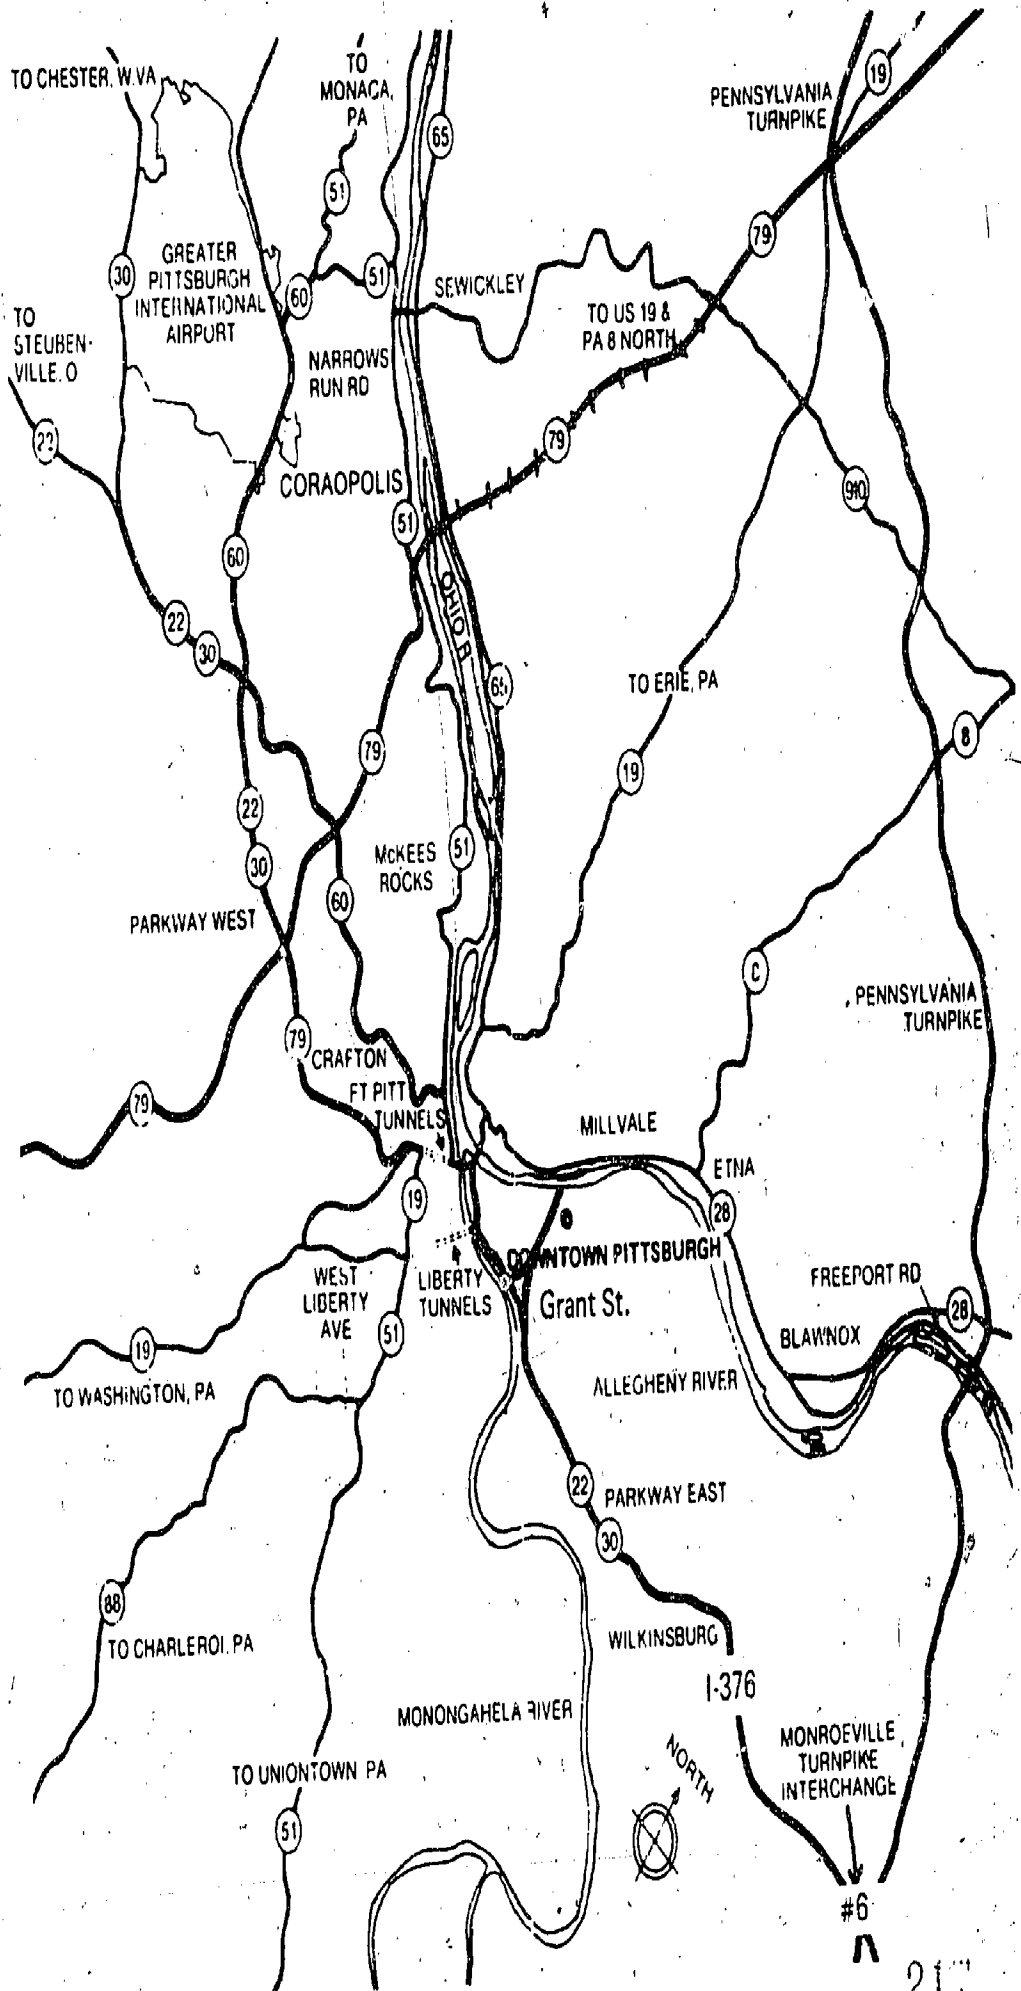 TO CHESTER, W.VA
TO
MONACA,
PA
65
PENNSYLVANIA
TURNPIKE
19
51
79
30
GREATER
PITTSBURGH
INTERNATIONAL
AIRPORT
60
51
SEWICKLEY
TO US 19 &
PA 8 NORTH
TO
STEUBEN-
VILLE, O
NARROWS
RUN RD
22
79
CORAOPOLIS
910
51
60
OHIO R
22
30
65
TO ERIE, PA
8
79
19
22
30
McKEES
ROCKS
51
60
PARKWAY WEST
PENNSYLVANIA
TURNPIKE
79
CRAFTON
FT PITT
TUNNELS
79
MILLVALE
ETNA
19
28
DOWNTOWN PITTSBURGH
WEST
LIBERTY
AVE
LIBERTY
TUNNELS
Grant St.
FREEPORT RD
28
BLAWNOX
51
19
TO WASHINGTON, PA
ALLEGHENY RIVER
22
PARKWAY EAST
30
88
TO CHARLEROI, PA
WILKINSBURG
I-376
MONONGAHELA RIVER
NORTH
MONROEVILLE
TURNPIKE
INTERCHANGE
TO UNIONTOWN PA
51
#6